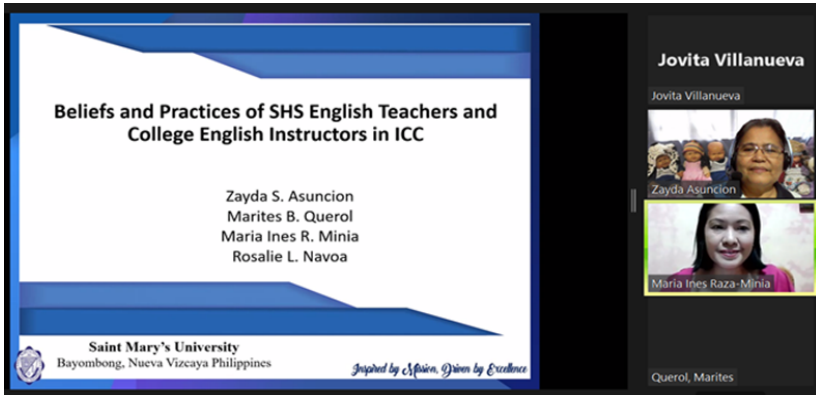 Beliefs and Practices of SHS English Teachers and
College English Instructors in ICC
Zayda S. Asuncion
Marites B. Querol
Maria Ines R. Minia
Rosalie L. Navoa
Saint Mary's University
Bayombong, Nueva Vizcaya Philippines
Inspired by Mission, Driven by Excellence
Jovita Villanueva
Jovita Villanueva
Zayda Asuncion
Maria Ines Raza-Minia
Querol, Marites